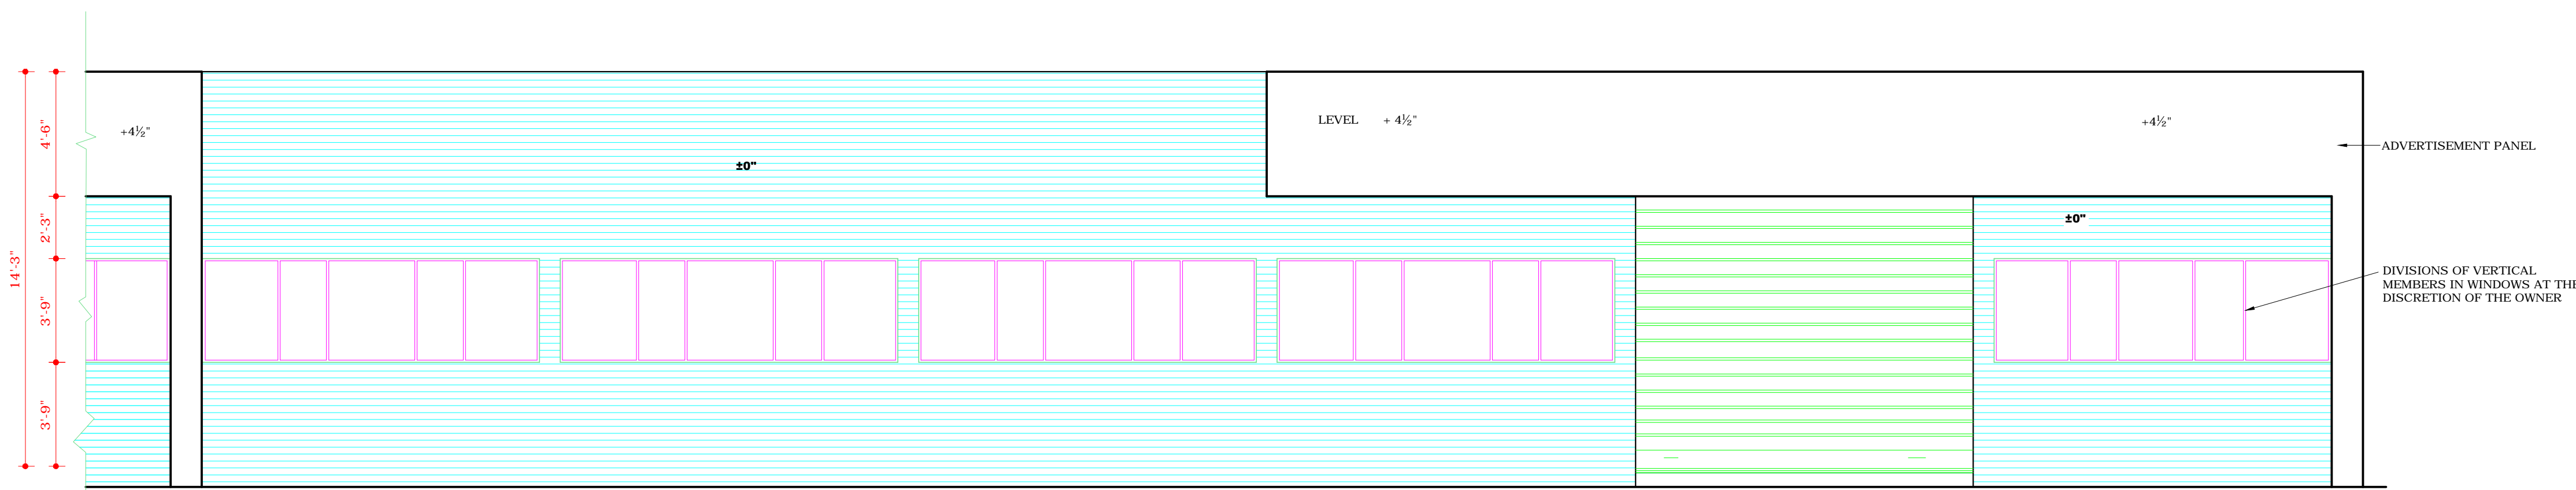 14'-3"
4'-6"
2'-3"
3'-9"
3'-9"
+4½"
±0"
LEVEL + 4½"
+4½"
ADVERTISEMENT PANEL
±0"
DIVISIONS OF VERTICAL
MEMBERS IN WINDOWS AT THE
DISCRETION OF THE OWNER